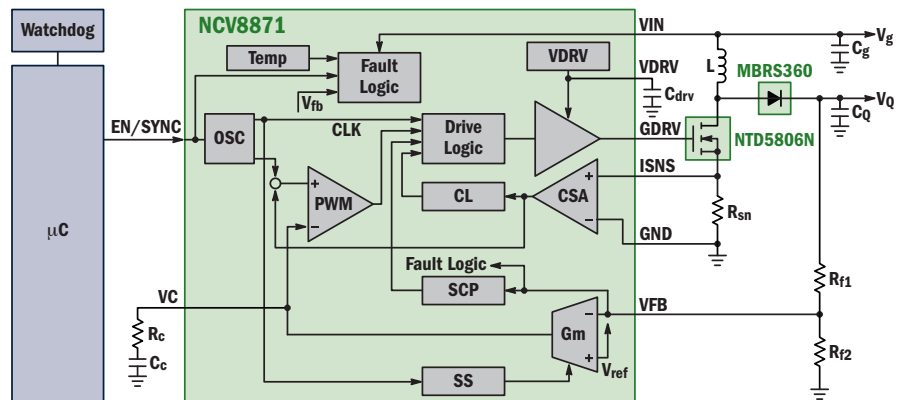 Watchdog
μC
EN/SYNC
VC
Rc
Cc
NCV8871
Temp
Fault
Logic
Vfb
OSC
CLK
PWM
Drive
Logic
CL
CSA
VDRV
Fault Logic
SCP
Gm
Vref
SS
VIN
VDRV
Cdrv
GDRV
ISNS
GND
VFB
L
MBRS360
NTD5806N
Rsn
Vg
Cg
VQ
CQ
Rf1
Rf2